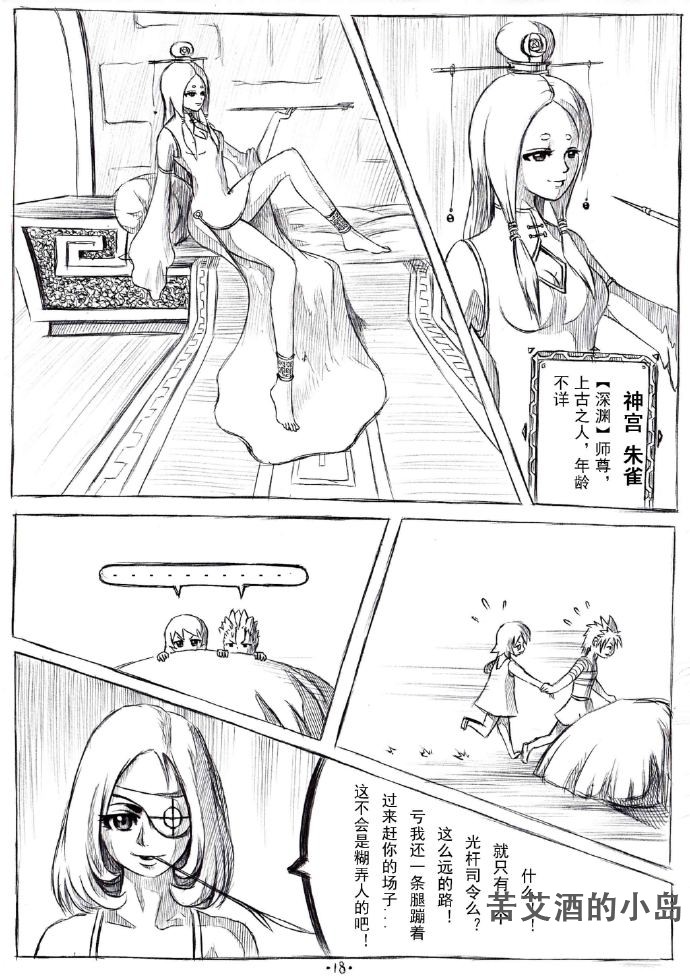 神宫 朱雀
【深渊】师尊，
上古之人，年龄
不详
什么！
就只有
光杆司令么？
这么远的路！
亏我还一条腿蹦着
过来赶你的场子...
这不会是糊弄人的吧！
苦艾酒的小岛
·18·